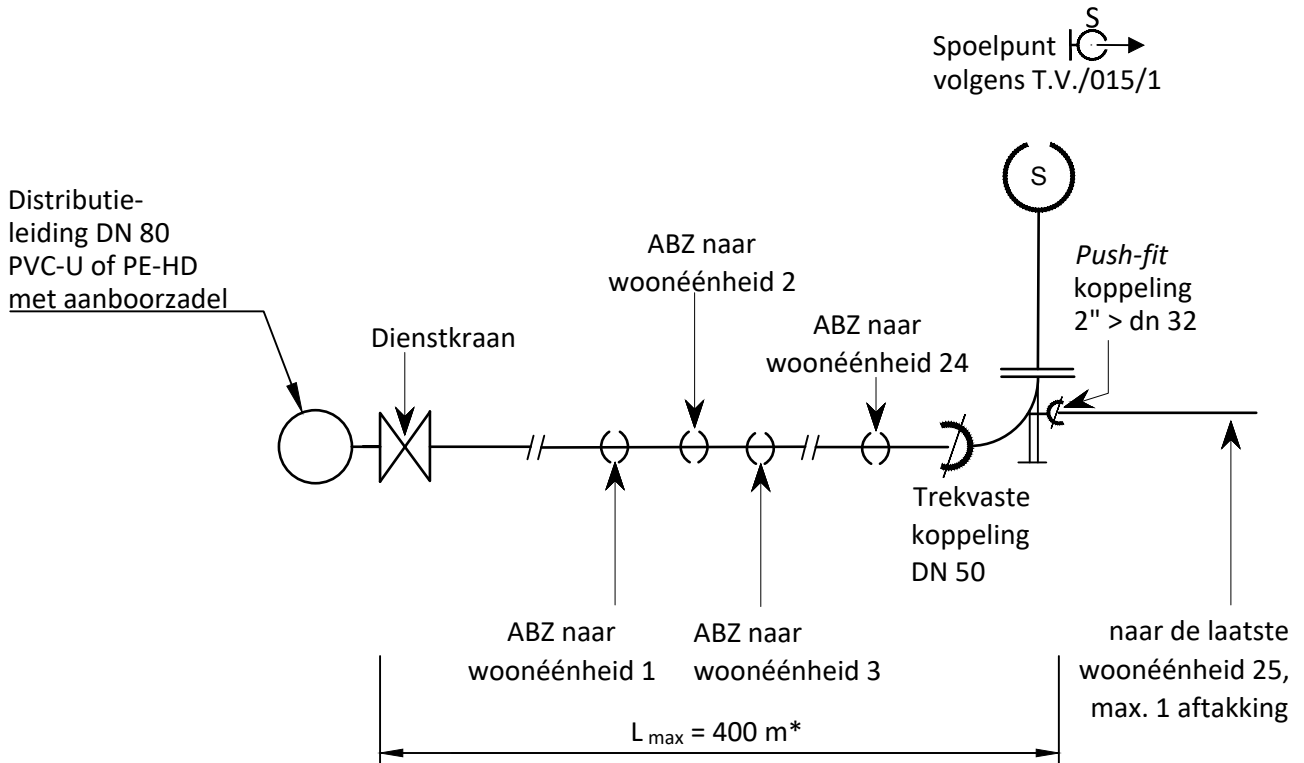 S
Spoelpunt
volgens T.V./015/1
S
Distributie-
leiding DN 80
PVC-U of PE-HD
met aanboorzadel
Dienstkraan
ABZ naar
woonéénheid 2
ABZ naar
woonéénheid 24
Push-fit
koppeling
2" > dn 32
Trekvaste
koppeling
DN 50
ABZ naar
woonéénheid 1
ABZ naar
woonéénheid 3
naar de laatste
woonéénheid 25,
max. 1 aftakking
L max = 400 m*